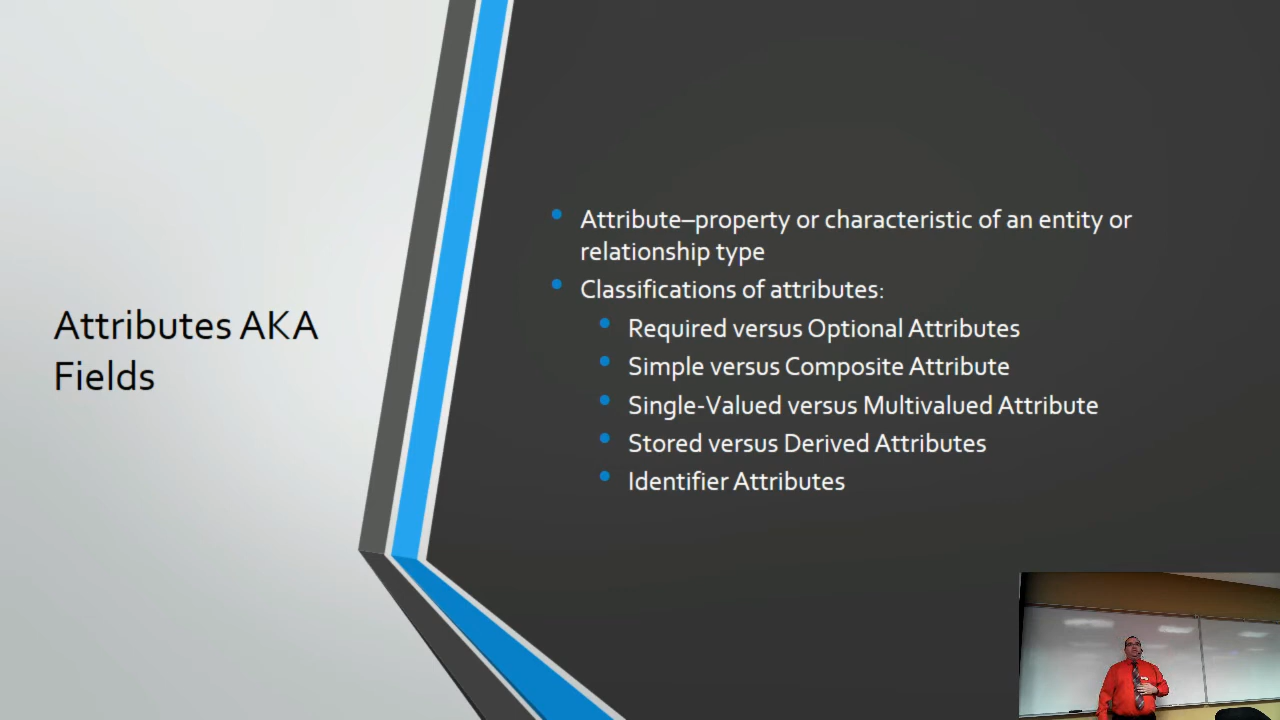 Attributes AKA
Fields
Attribute–property or characteristic of an entity or
relationship type
Classifications of attributes:
Required versus Optional Attributes
Simple versus Composite Attribute
Single-Valued versus Multivalued Attribute
Stored versus Derived Attributes
Identifier Attributes